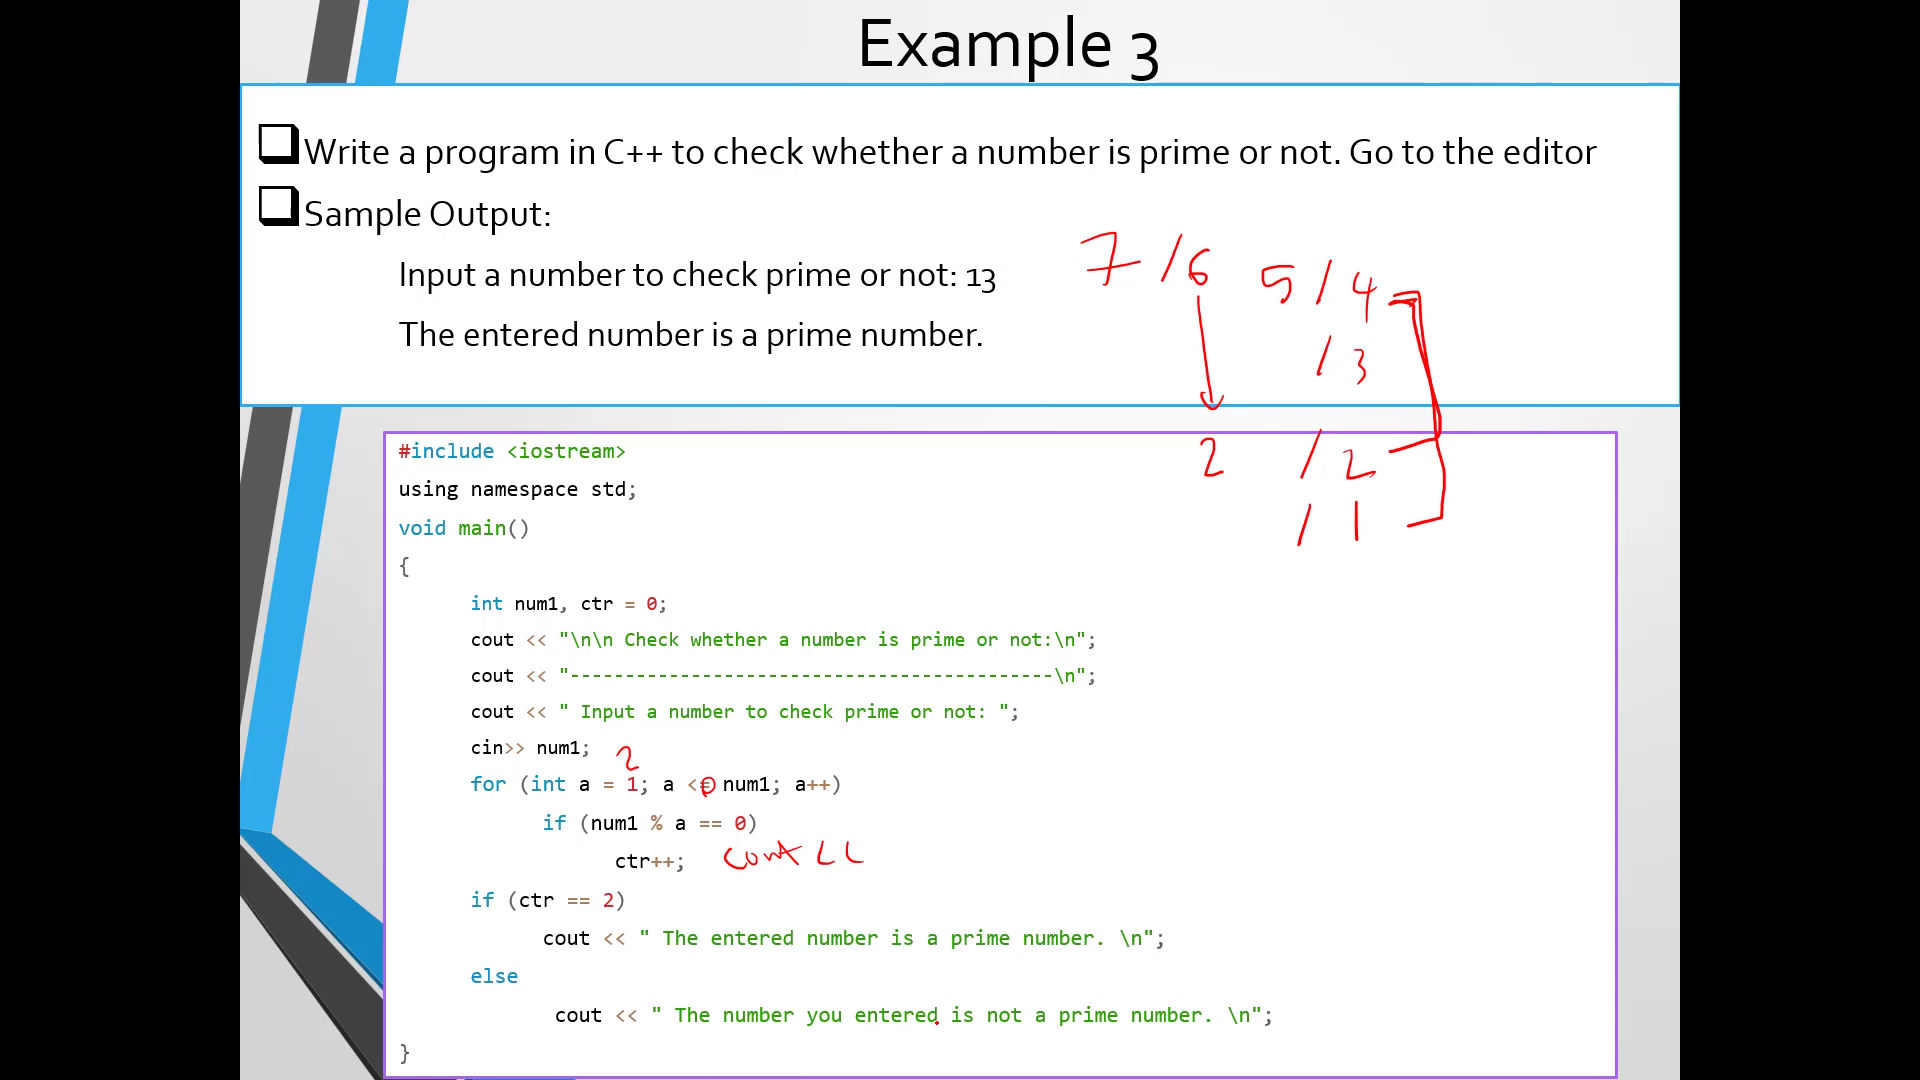 Example 3
Write a program in C++ to check whether a number is prime or not. Go to the editor
Sample Output:
Input a number to check prime or not: 13
The entered number is a prime number.
7 / 6
5 / 4
/ 3
2
/ 2
/ 1
#include <iostream>
using namespace std;
void main()
{
int num1, ctr = 0;
cout << "\n\n Check whether a number is prime or not:\n";
cout << "--------------------------------------------\n";
cout << " Input a number to check prime or not: ";
cin>> num1;
2
for (int a = 1; a <= num1; a++)
if (num1 % a == 0)
ctr++; cout <<
if (ctr == 2)
cout << " The entered number is a prime number. \n";
else
cout << " The number you entered is not a prime number. \n";
}